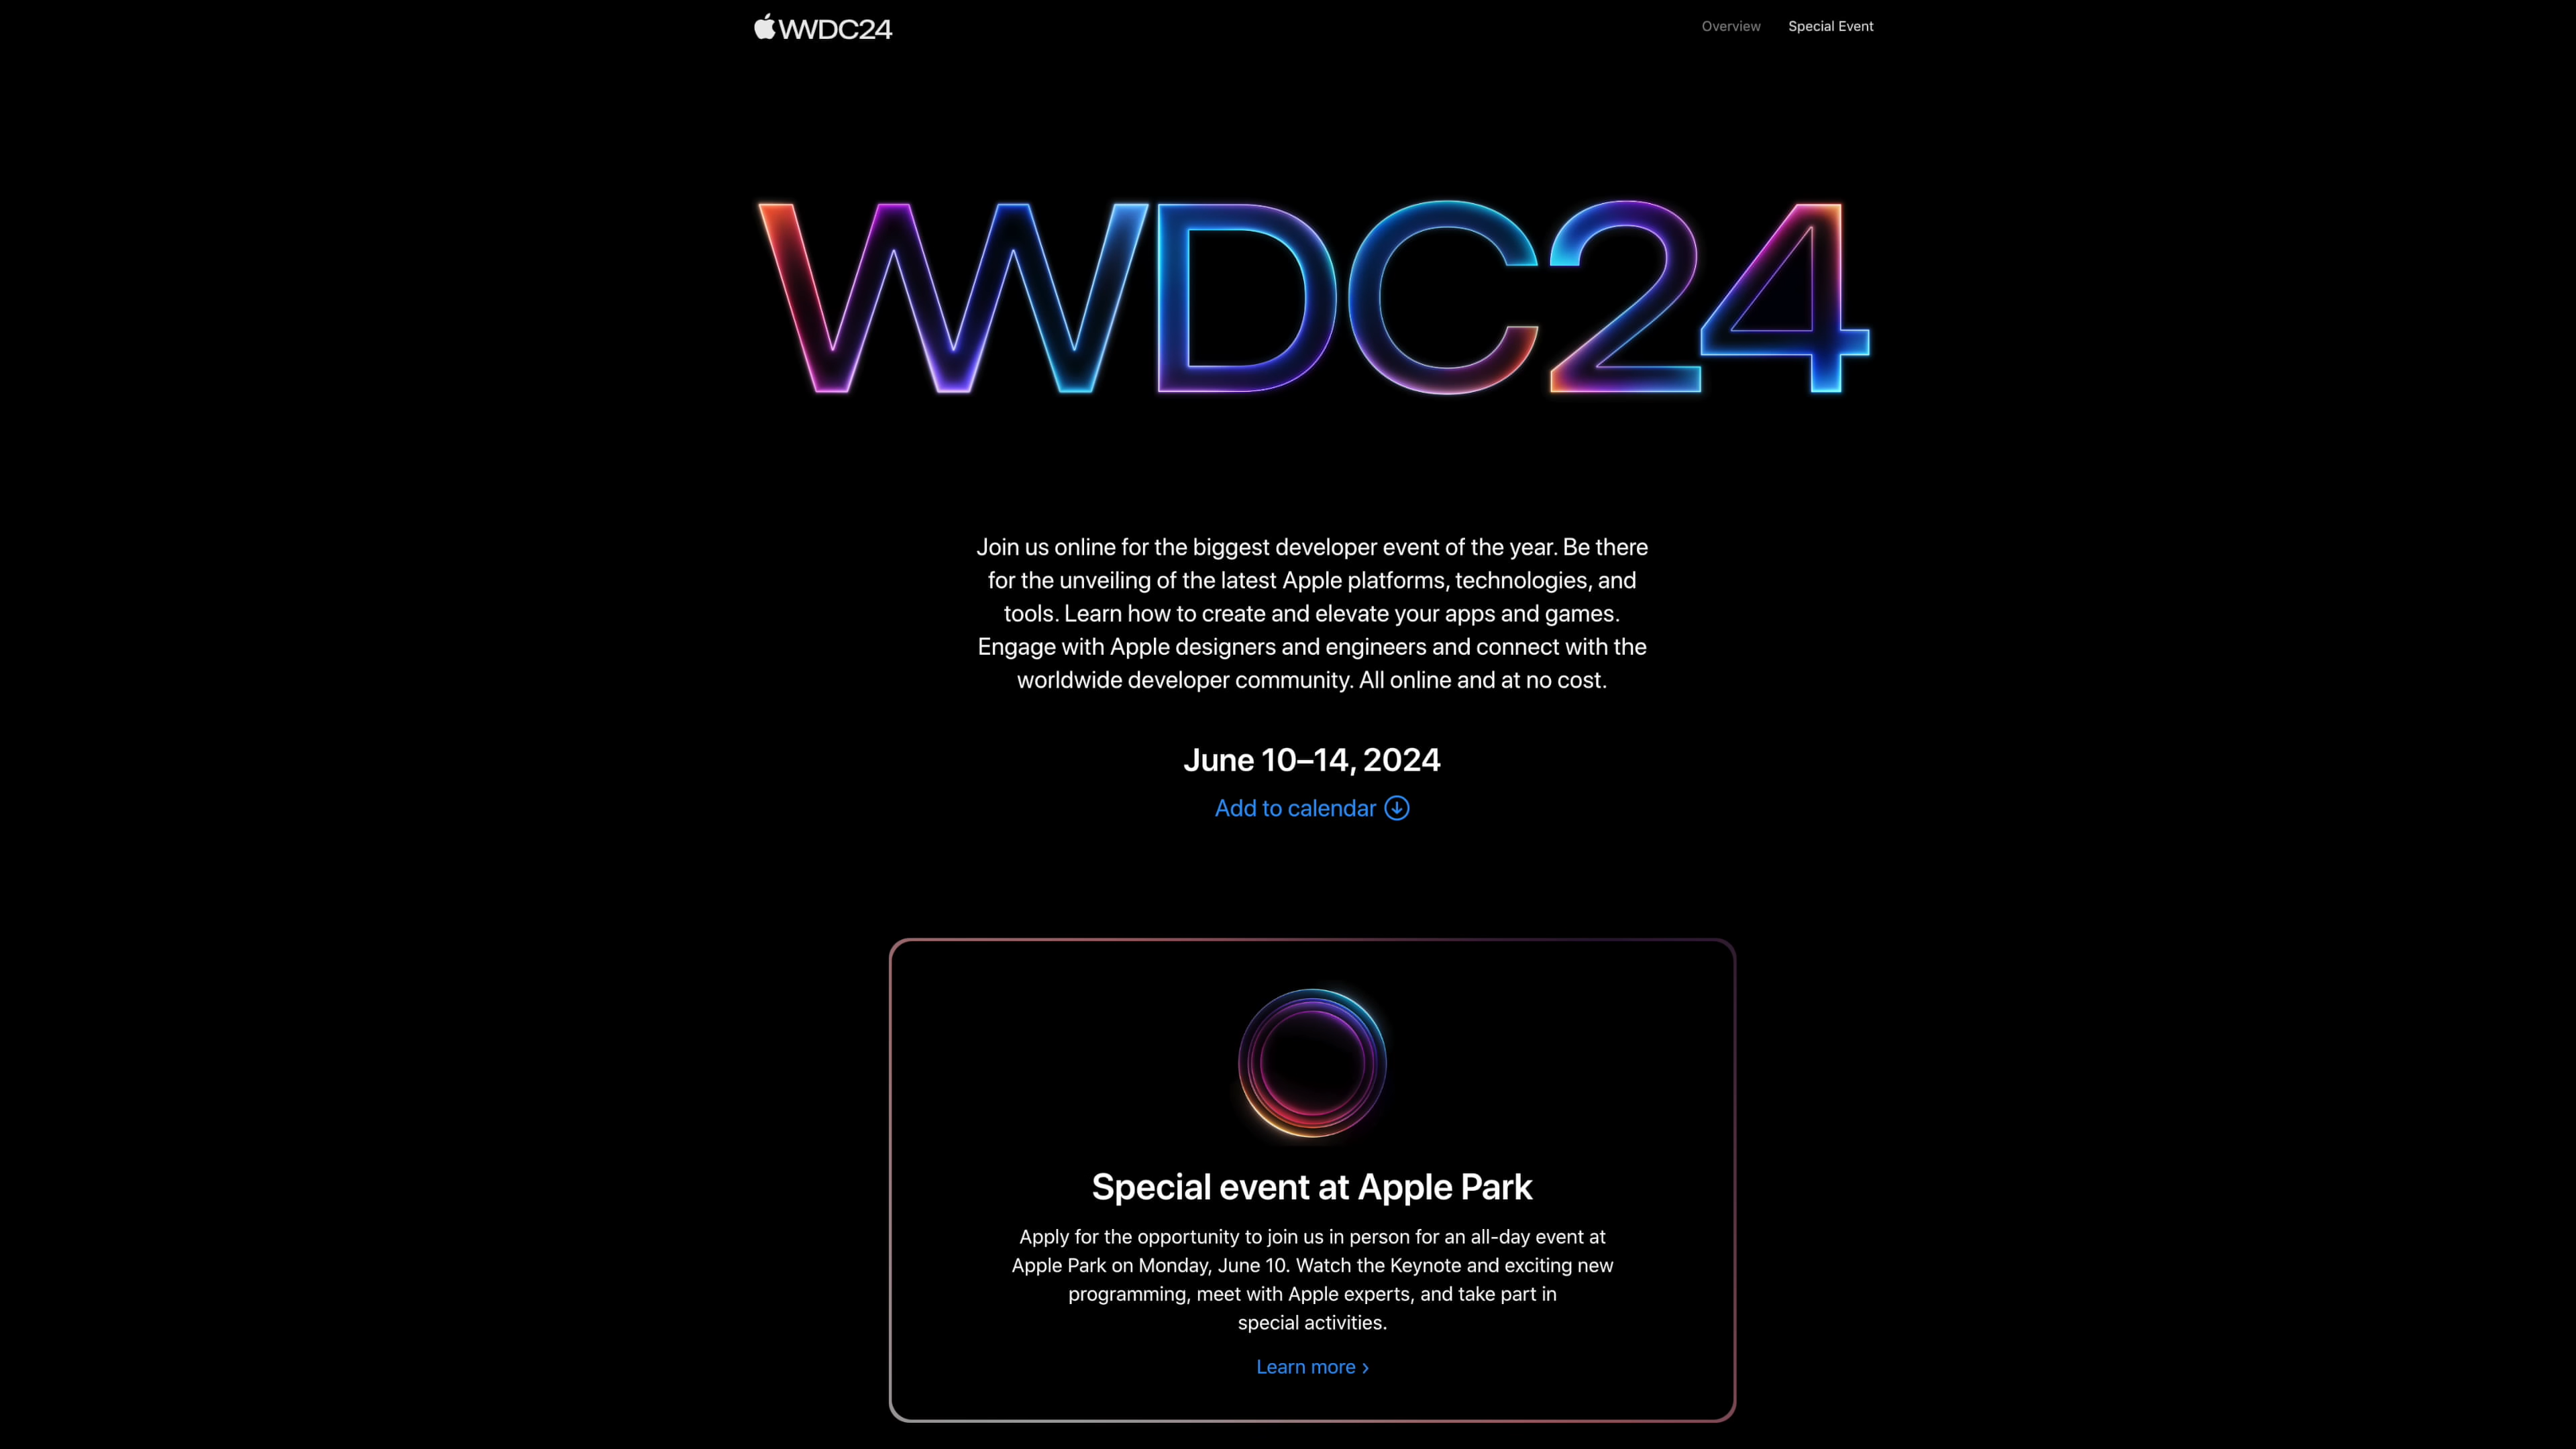 WWDC24
Overview
Special Event
WWDC24
Join us online for the biggest developer event of the year. Be there
for the unveiling of the latest Apple platforms, technologies, and
tools. Learn how to create and elevate your apps and games.
Engage with Apple designers and engineers and connect with the
worldwide developer community. All online and at no cost.
June 10–14, 2024
Add to calendar
Special event at Apple Park
Apply for the opportunity to join us in person for an all-day event at
Apple Park on Monday, June 10. Watch the Keynote and exciting new
programming, meet with Apple experts, and take part in
special activities.
Learn more ›